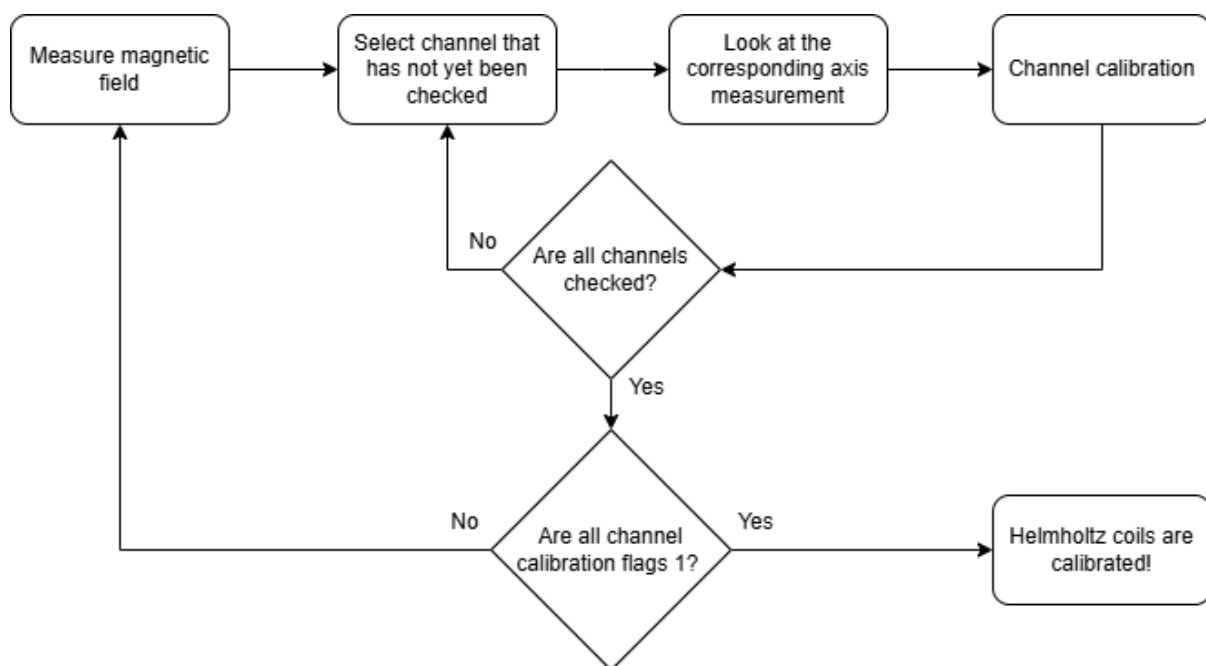 Measure magnetic
field
Select channel that
has not yet been
checked
Look at the
corresponding axis
measurement
Channel calibration
Are all channels
checked?
No
Yes
Are all channel
calibration flags 1?
No
Yes
Helmholtz coils are
calibrated!